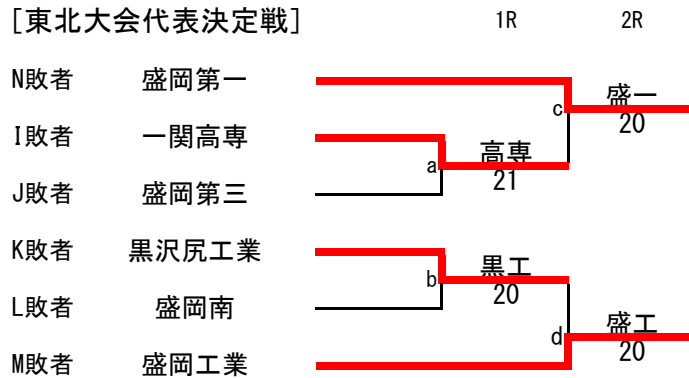 [東北大会代表決定戦] 1R 2R
N敗者 盛岡第一
盛一
c
20
I敗者 一関高専
高専
a
21
J敗者 盛岡第三
K敗者 黒沢尻工業
黒工
b
20
L敗者 盛岡南
盛工
d
20
M敗者 盛岡工業